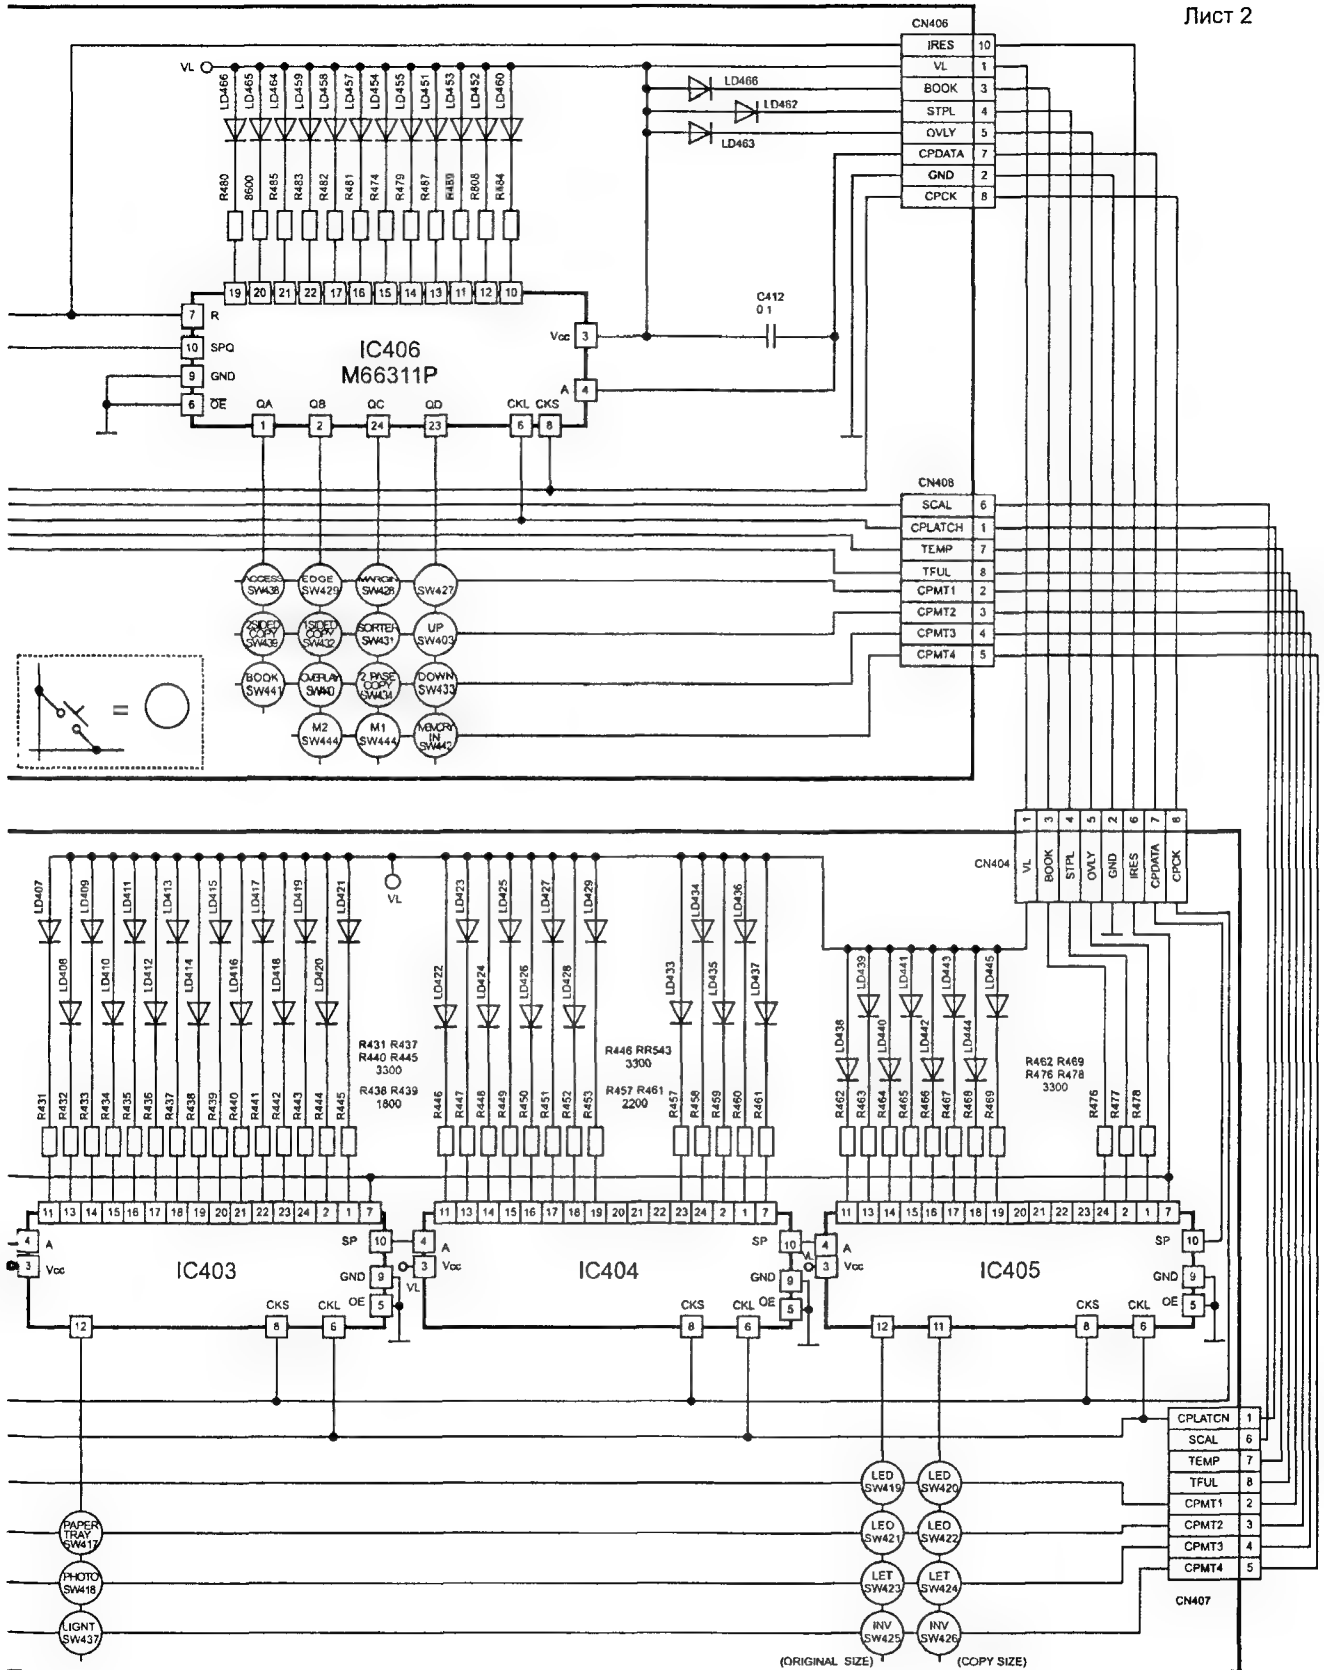 Лист 2
CN406
IRES 10
VL 1
BOOK 3
STPL 4
OVLY 5
CPDATA 7
GND 2
CPCK 8
VL
LD466 LD465 LD464 LD459 LD458 LD457 LD454 LD455 LD451 LD453 LD452 LD460
LD466
LD462
LD463
R480 8600 R485 R483 R482 R481 R474 R479 R487 R489 R808 R484
19 20 21 22 17 16 15 14 13 11 12 10
7 R
10 SPQ
9 GND
6 OE
IC406
M66311P
Vcc 3
A 4
C412
0 1
QA QB QC QD CKL CKS
1 2 24 23 6 8
CN408
SCAL 6
CPLATCH 1
TEMP 7
TFUL 8
CPMT1 2
CPMT2 3
CPMT3 4
CPMT4 5
ACCESS SW438
EDGE SW429
MARGIN SW428
SW427
2SIDED COPY SW439
1SIDED COPY SW432
SORTER SW431
UP SW403
BOOK SW441
OVERLAY SW440
2 PASE COPY SW434
DOWN SW433
M2 SW444
M1 SW444
MEMORY IN SW442
=
1 3 4 5 2 6 7 8
CN404
VL BOOK STPL OVLY GND IRES CPDATA CPCK
LD407 LD409 LD411 LD413 LD415 LD417 LD419 LD421
LD408 LD410 LD412 LD414 LD416 LD418 LD420
VL
LD423 LD425 LD427 LD429
LD422 LD424 LD426 LD428
LD434 LD436
LD433 LD435 LD437
LD439 LD441 LD443 LD445
LD438 LD440 LD442 LD444
R431 R437
R440 R445
3300
R438 R439
1800
R446 RR543
3300
R457 R461
2200
R462 R469
R476 R478
3300
R431 R432 R433 R434 R435 R436 R437 R438 R439 R440 R441 R442 R443 R444 R445
R446 R447 R448 R449 R450 R451 R452 R453
R457 R458 R459 R460 R461
R462 R463 R464 R465 R466 R467 R468 R469
R476 R477 R478
11 13 14 15 16 17 18 19 20 21 22 23 24 2 1 7
11 13 14 15 16 17 18 19 20 21 22 23 24 2 1 7
11 13 14 15 16 17 18 19 20 21 22 23 24 2 1 7
4 A
3 Vcc
IC403
SP 10
GND 9
OE 5
CKS CKL
12 8 6
4 A
3 Vcc
VL
IC404
SP 10
GND 9
OE 5
CKS CKL
8 6
4 A
3 Vcc
VL
IC405
SP 10
GND 9
OE 5
CKS CKL
12 11 8 6
CPLATCN 1
SCAL 6
TEMP 7
TFUL 8
CPMT1 2
CPMT2 3
CPMT3 4
CPMT4 5
CN407
PAPER TRAY SW417
PHOTO SW418
LIGNT SW437
LED SW419
LED SW420
LEO SW421
LEO SW422
LET SW423
LET SW424
INV SW425
INV SW426
(ORIGINAL SIZE)
(COPY SIZE)